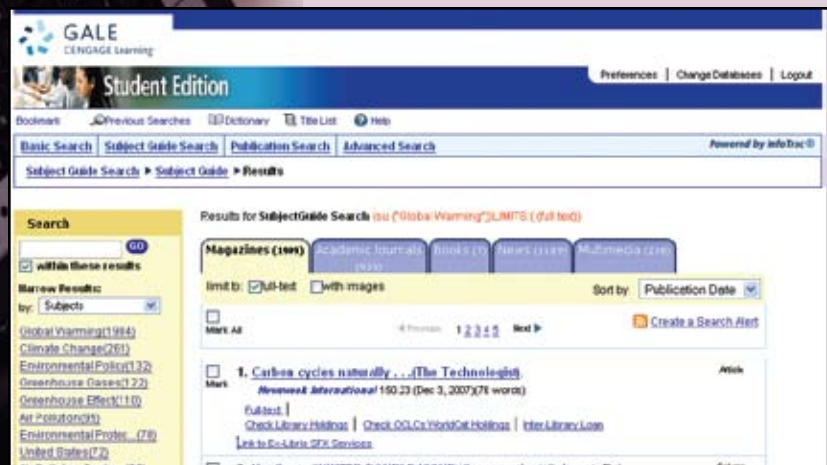 GALE
CENGAGE Learning
Student Edition
Preferences | Change Databases | Logout
Bookmark Previous Searches Dictionary Title List Help
Basic Search | Subject Guide Search | Publication Search | Advanced Search
Powered by InfoTrac®
Subject Guide Search ▶ Subject Guide ▶ Results
Search
GO
within these results
Narrow Results:
by: Subjects
Global Warming(1984)
Climate Change(261)
Environmental Policy(132)
Greenhouse Gases(122)
Greenhouse Effect(110)
Air Pollution(95)
Environmental Protec...(78)
United States(72)
Results for SubjectGuide Search (su ("Global Warming"))LIMITS ( (full text))
Magazines (1909)
Academic Journals
Books (7)
News
Multimedia
limit to: full-text with images
Sort by: Publication Date
Mark All
Previous 1 2 3 4 5 Next ▶
Create a Search Alert
Mark
1. Carbon cycles naturally . . .(The Technologist).
Article
Newsweek International 150.23 (Dec 3, 2007)(76 words)
Full-text |
Check Library Holdings | Check OCLCs WorldCat Holdings | Inter-Library Loan
Link to Ex-Libris SFX Services